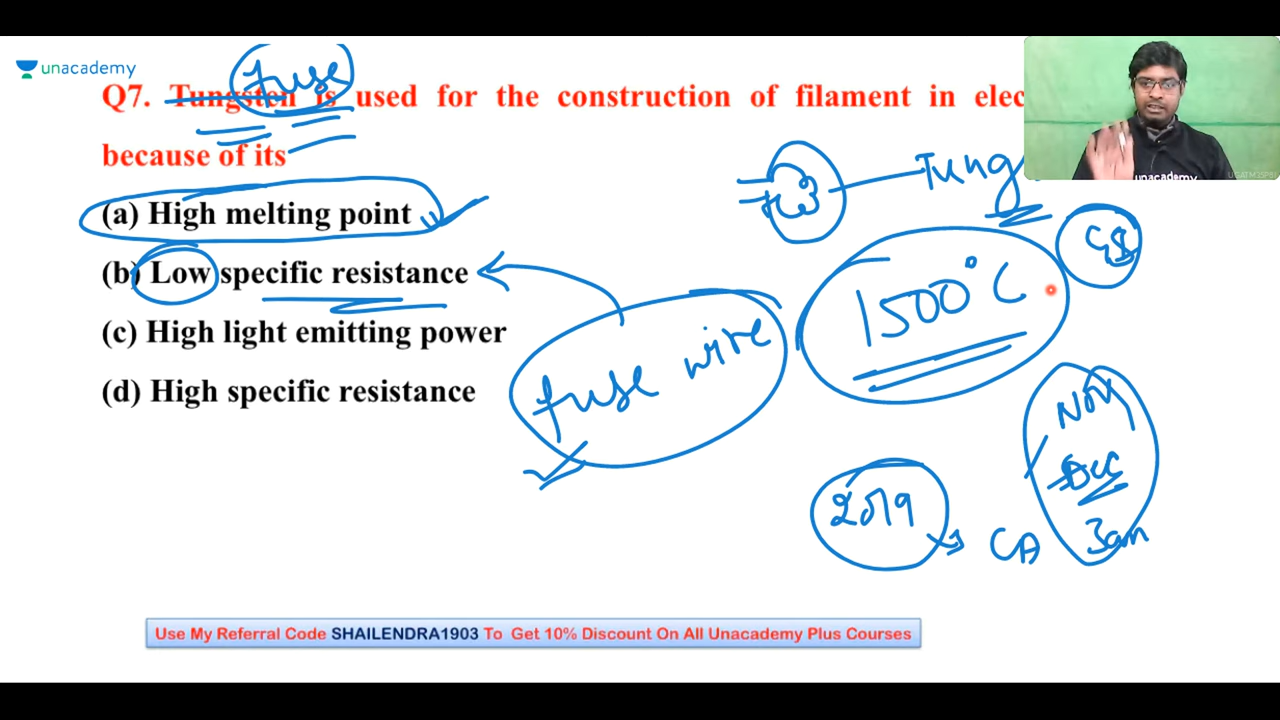 unacademy
fuse
Q7. Tungsten is used for the construction of filament in elec
because of its
Tung
(a) High melting point
(b) Low specific resistance
1500°C
(c) High light emitting power
fuse wire
(d) High specific resistance
Nov
Dec
2019
CA
Jan
unacademy
Use My Referral Code SHAILENDRA1903 To Get 10% Discount On All Unacademy Plus Courses